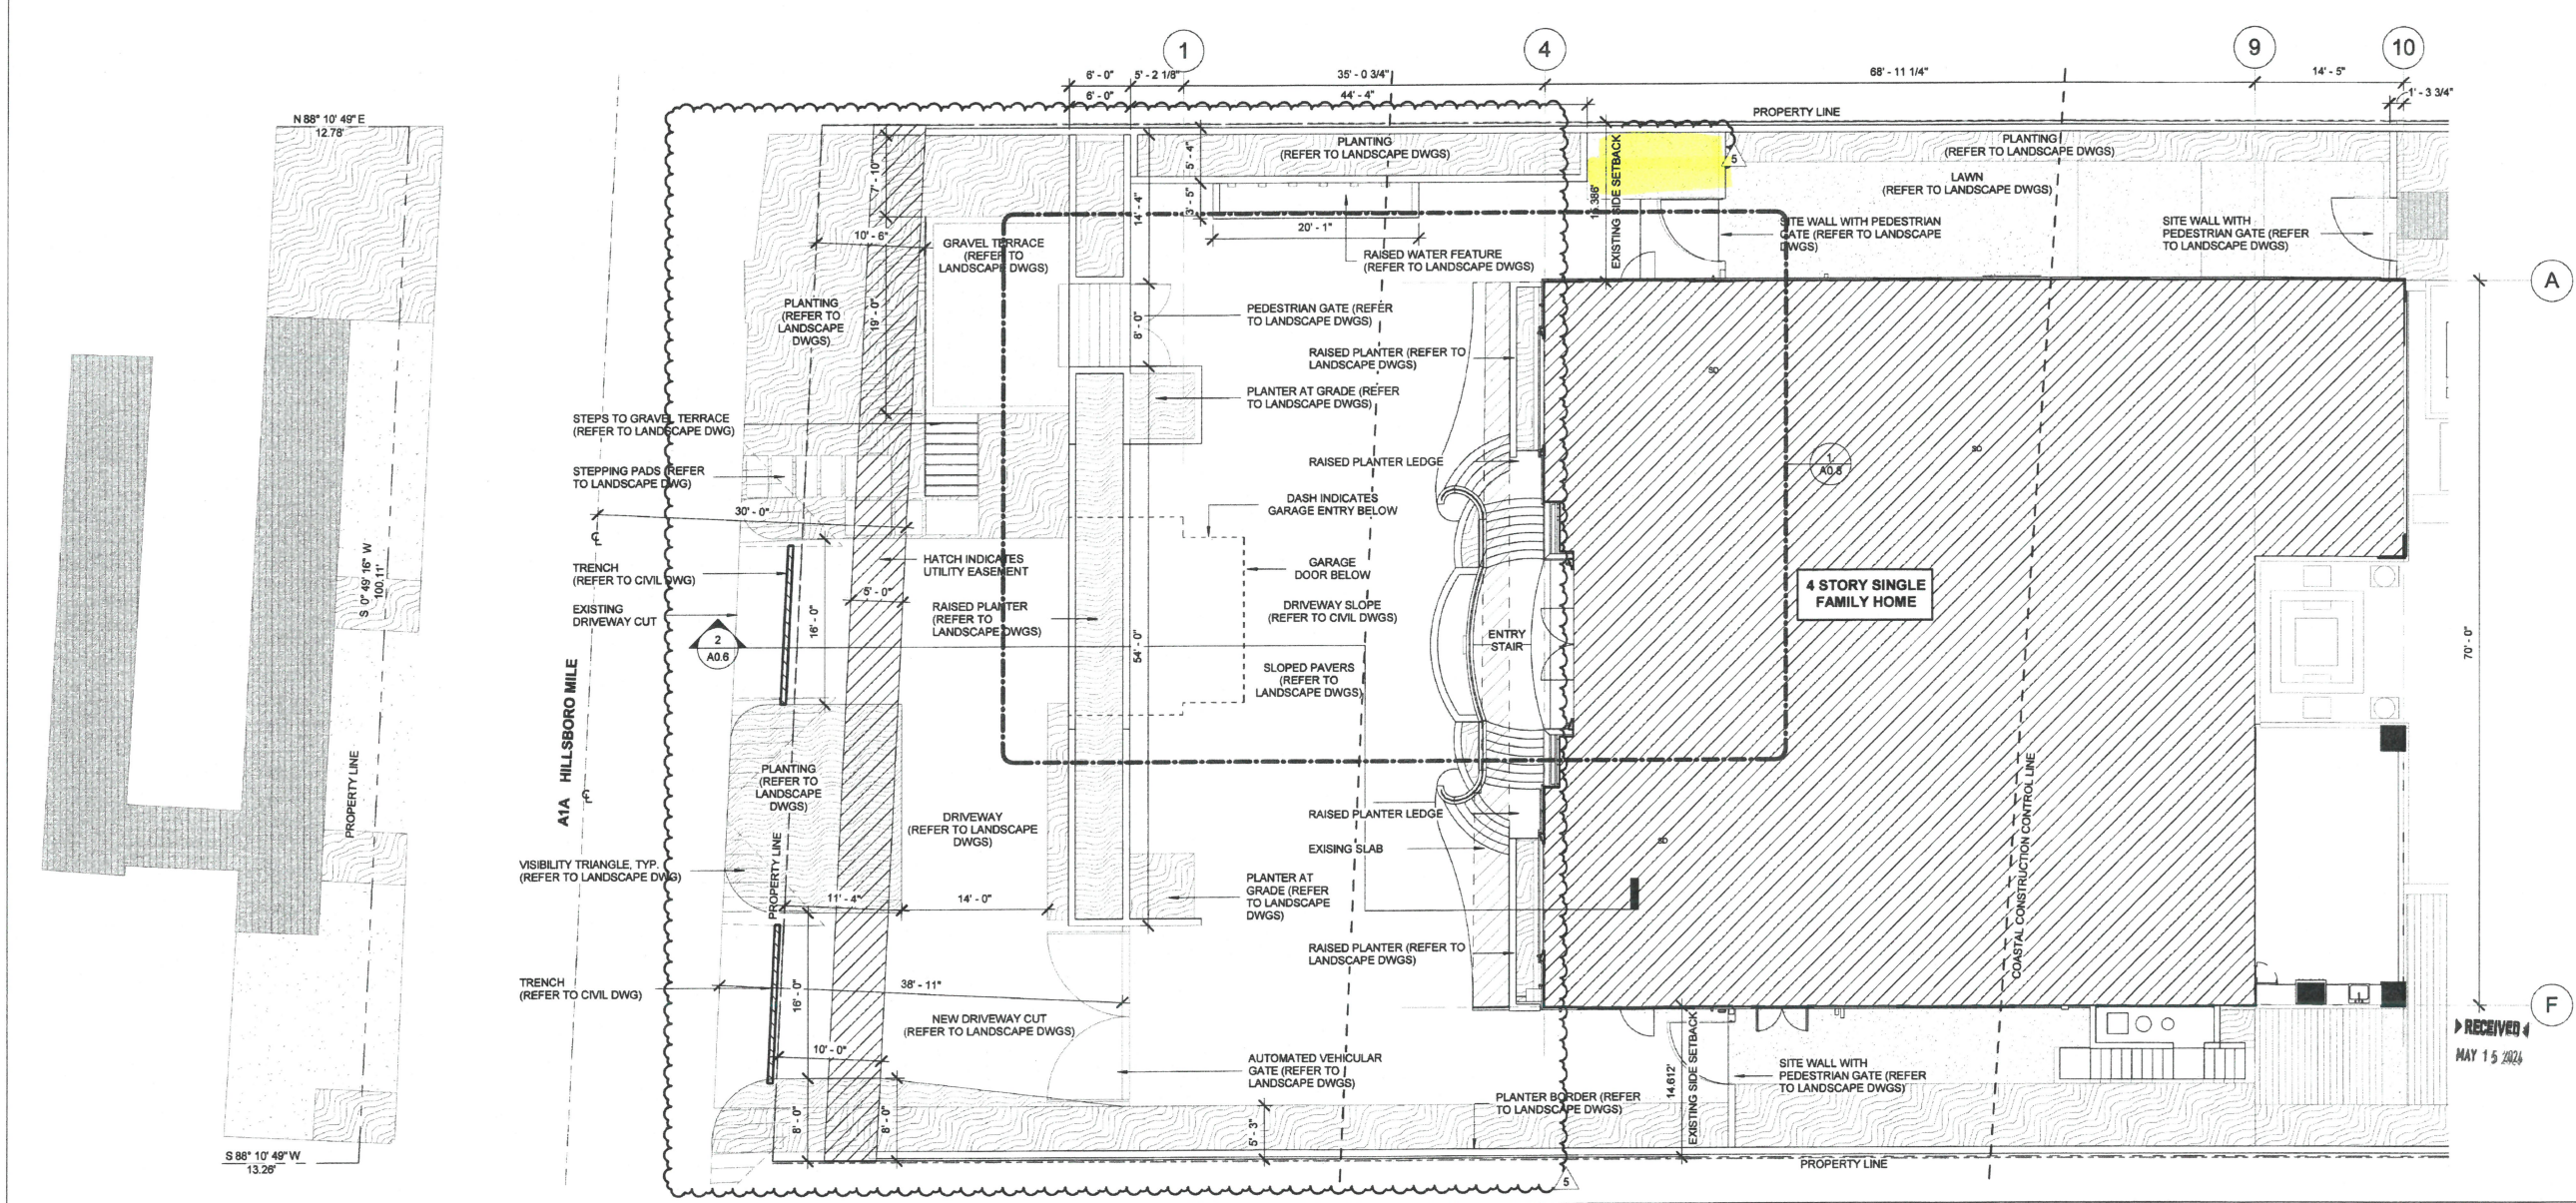 1
4
9
10
6' - 0"
5' - 2 1/8"
35' - 0 3/4"
68' - 11 1/4"
14' - 5"
6' - 0"
44' - 4"
1' - 3 3/4"
PROPERTY LINE
N 88° 10' 49" E
12.78'
PLANTING
(REFER TO LANDSCAPE DWGS)
5
PLANTING
(REFER TO LANDSCAPE DWGS)
LAWN
(REFER TO LANDSCAPE DWGS)
EXISTING SIDE SETBACK
7' - 10"
5' - 4"
3' - 5"
14' - 4"
10' - 6"
GRAVEL TERRACE
(REFER TO
LANDSCAPE DWGS)
20' - 1"
RAISED WATER FEATURE
(REFER TO LANDSCAPE DWGS)
SITE WALL WITH PEDESTRIAN
GATE (REFER TO LANDSCAPE
DWGS)
SITE WALL WITH
PEDESTRIAN GATE (REFER
TO LANDSCAPE DWGS)
A
PLANTING
(REFER TO
LANDSCAPE
DWGS)
19' - 0"
8' - 0"
PEDESTRIAN GATE (REFER
TO LANDSCAPE DWGS)
RAISED PLANTER (REFER TO
LANDSCAPE DWGS)
SD
PLANTER AT GRADE (REFER
TO LANDSCAPE DWGS)
STEPS TO GRAVEL TERRACE
(REFER TO LANDSCAPE DWG)
SD
STEPPING PADS (REFER
TO LANDSCAPE DWG)
RAISED PLANTER LEDGE
1
A0.8
30' - 0"
DASH INDICATES
GARAGE ENTRY BELOW
S 0° 49' 16" W
100.11'
TRENCH
(REFER TO CIVIL DWG)
HATCH INDICATES
UTILITY EASEMENT
GARAGE
DOOR BELOW
4 STORY SINGLE
FAMILY HOME
5' - 0"
EXISTING
DRIVEWAY CUT
16' - 0"
RAISED PLANTER
(REFER TO
LANDSCAPE DWGS)
DRIVEWAY SLOPE
(REFER TO CIVIL DWGS)
2
A0.6
54' - 0"
ENTRY
STAIR
70' - 0"
SLOPED PAVERS
(REFER TO
LANDSCAPE DWGS)
A1A HILLSBORO MILE
PROPERTY LINE
PLANTING
(REFER TO
LANDSCAPE
DWGS)
DRIVEWAY
(REFER TO LANDSCAPE
DWGS)
RAISED PLANTER LEDGE
EXISING SLAB
SD
COASTAL CONSTRUCTION CONTROL LINE
VISIBILITY TRIANGLE, TYP.
(REFER TO LANDSCAPE DWG)
PROPERTY LINE
11' - 4"
14' - 0"
PLANTER AT
GRADE (REFER
TO LANDSCAPE
DWGS)
RAISED PLANTER (REFER TO
LANDSCAPE DWGS)
TRENCH
(REFER TO CIVIL DWG)
16' - 0"
38' - 11"
F
NEW DRIVEWAY CUT
(REFER TO LANDSCAPE DWGS)
RECEIVED
MAY 15
10' - 0"
AUTOMATED VEHICULAR
GATE (REFER TO
LANDSCAPE DWGS)
EXISTING SIDE SETBACK
14.612'
SITE WALL WITH
PEDESTRIAN GATE (REFER
TO LANDSCAPE DWGS)
8' - 0"
8' - 0"
5' - 3"
PLANTER BORDER (REFER
TO LANDSCAPE DWGS)
S 88° 10' 49" W
13.26'
PROPERTY LINE
5